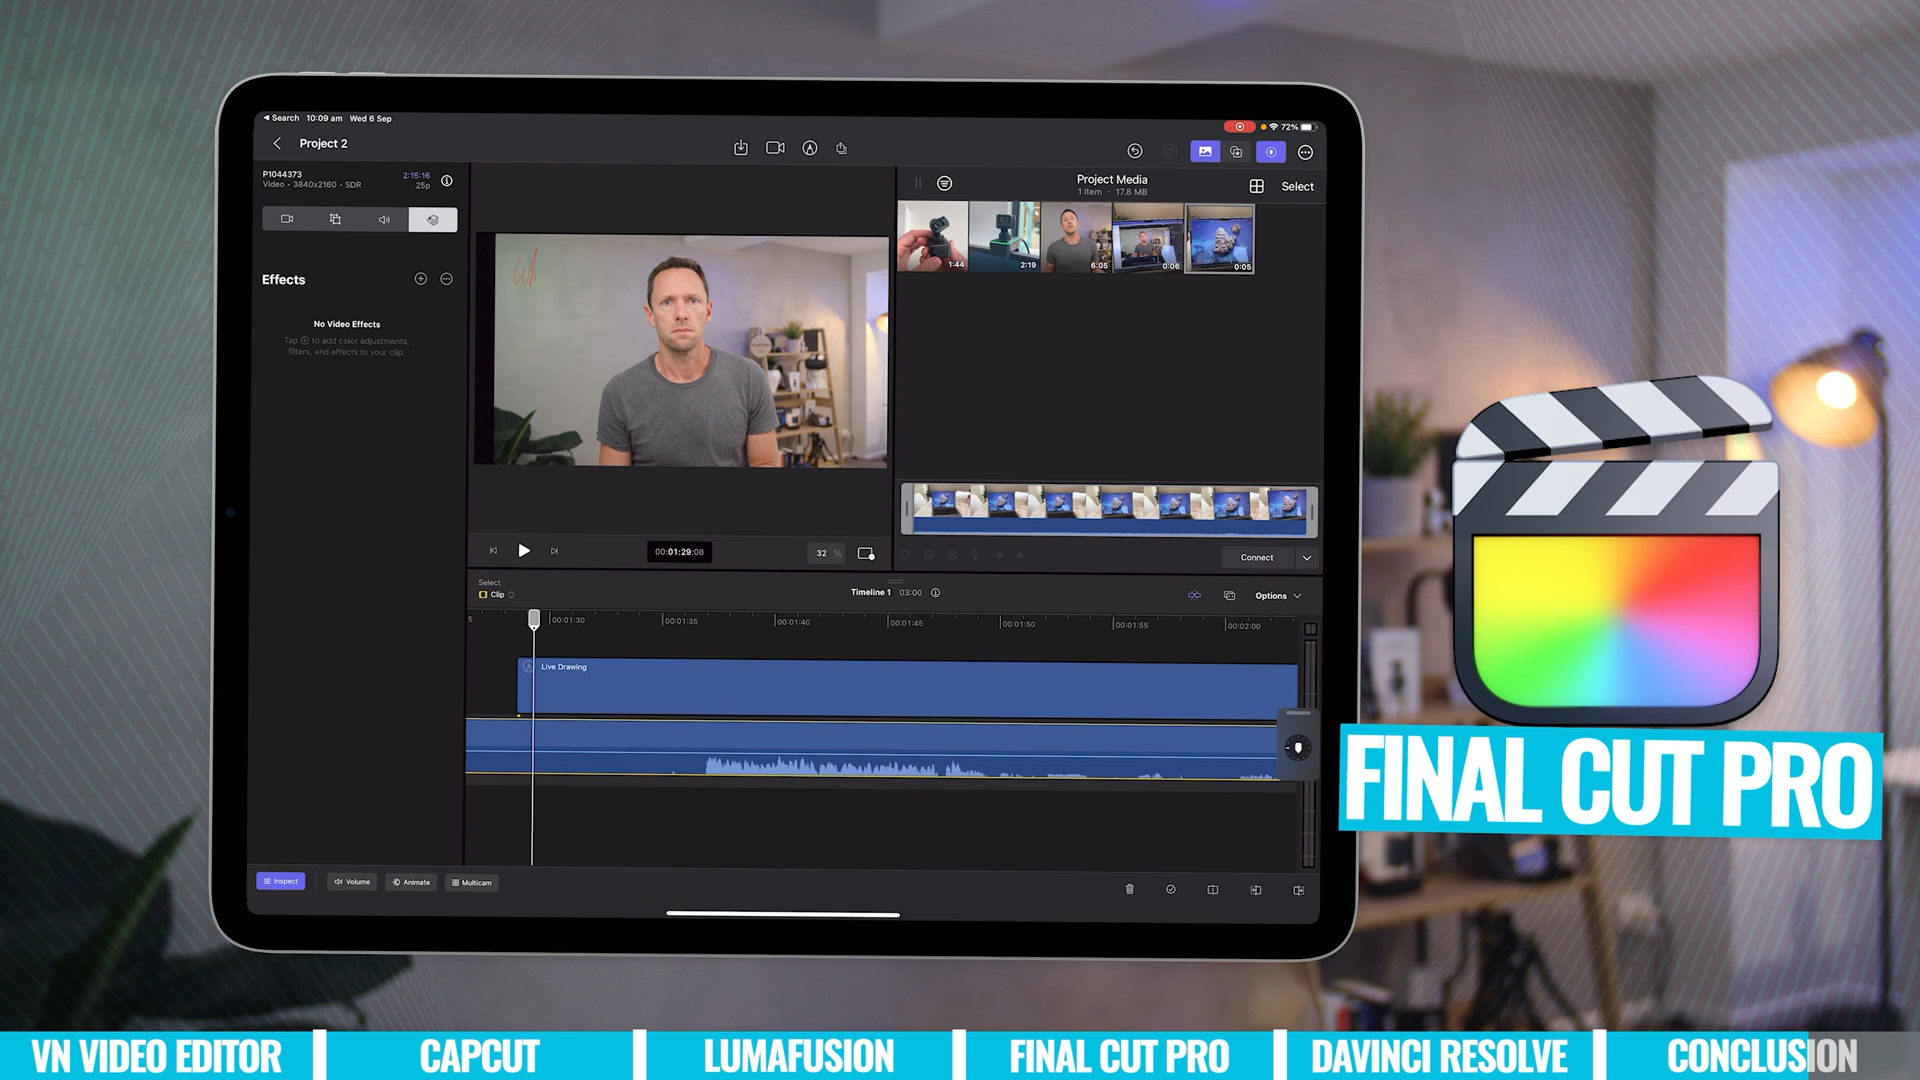 Search 10:09 am Wed 6 Sep
72%
Project 2
P1044373
2:15:16
Video • 3840x2160 • SDR
25p
Effects
No Video Effects
Tap + to add color adjustments,
filters, and effects to your clip.
Project Media
1 Item · 17.8 MB
Select
1:44
2:19
6:05
0:06
0:05
00:01:29:08
32 %
Connect
Select
Clip
Timeline 1 03:00
Options
5
00:01:30
00:01:35
00:01:40
00:01:45
00:01:50
00:01:55
00:02:00
Live Drawing
Inspect
Volume
Animate
Multicam
FINAL CUT PRO
VN VIDEO EDITOR
CAPCUT
LUMAFUSION
FINAL CUT PRO
DAVINCI RESOLVE
CONCLUSION